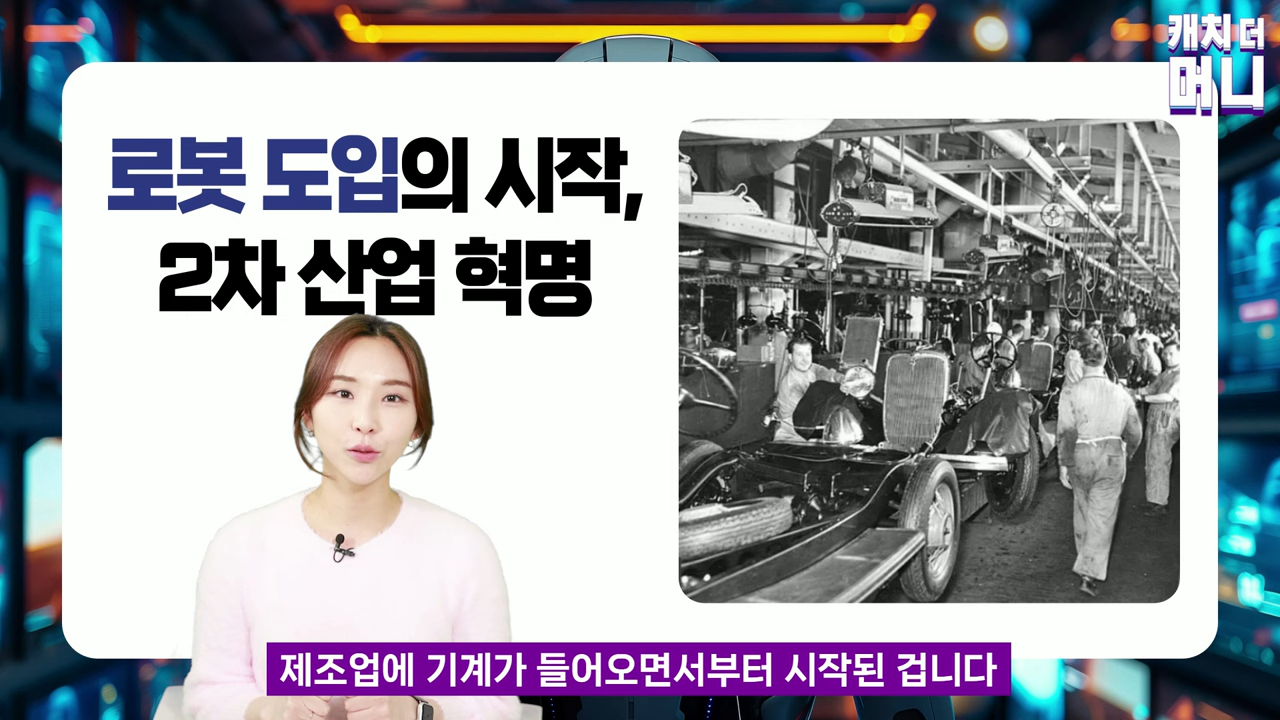 캐치 더
머니
로봇 도입의 시작,
2차 산업 혁명
제조업에 기계가 들어오면서부터 시작된 겁니다